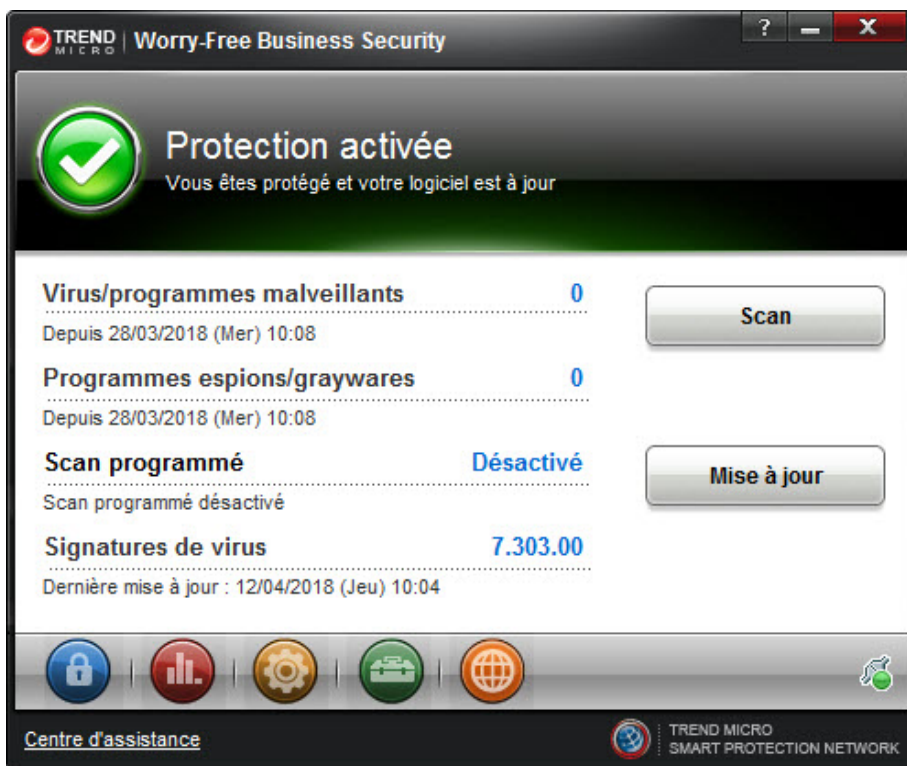 TREND MICRO | Worry-Free Business Security
?
X
Protection activée
Vous êtes protégé et votre logiciel est à jour
Virus/programmes malveillants 0
Depuis 28/03/2018 (Mer) 10:08
Scan
Programmes espions/graywares 0
Depuis 28/03/2018 (Mer) 10:08
Scan programmé Désactivé
Scan programmé désactivé
Mise à jour
Signatures de virus 7.303.00
Dernière mise à jour : 12/04/2018 (Jeu) 10:04
Centre d'assistance
TREND MICRO
SMART PROTECTION NETWORK